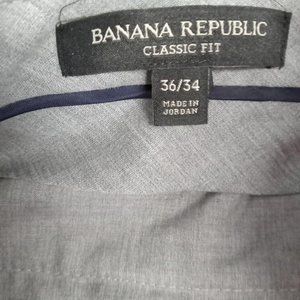 BANANA REPUBLIC
CLASSIC FIT
36/34
MADE IN
JORDAN